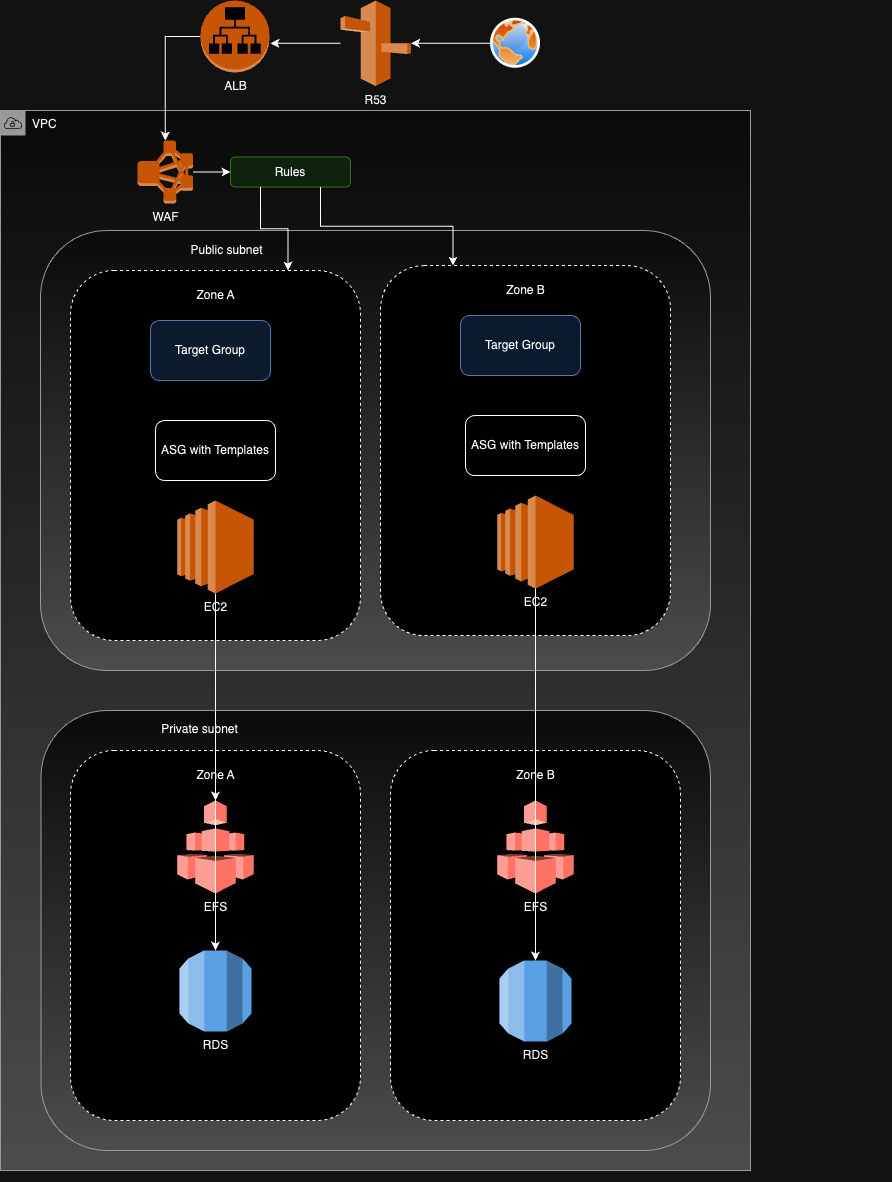 ALB
R53
VPC
WAF
Rules
Public subnet
Zone A
Zone B
Target Group
Target Group
ASG with Templates
ASG with Templates
EC2
EC2
Private subnet
Zone A
Zone B
EFS
EFS
RDS
RDS